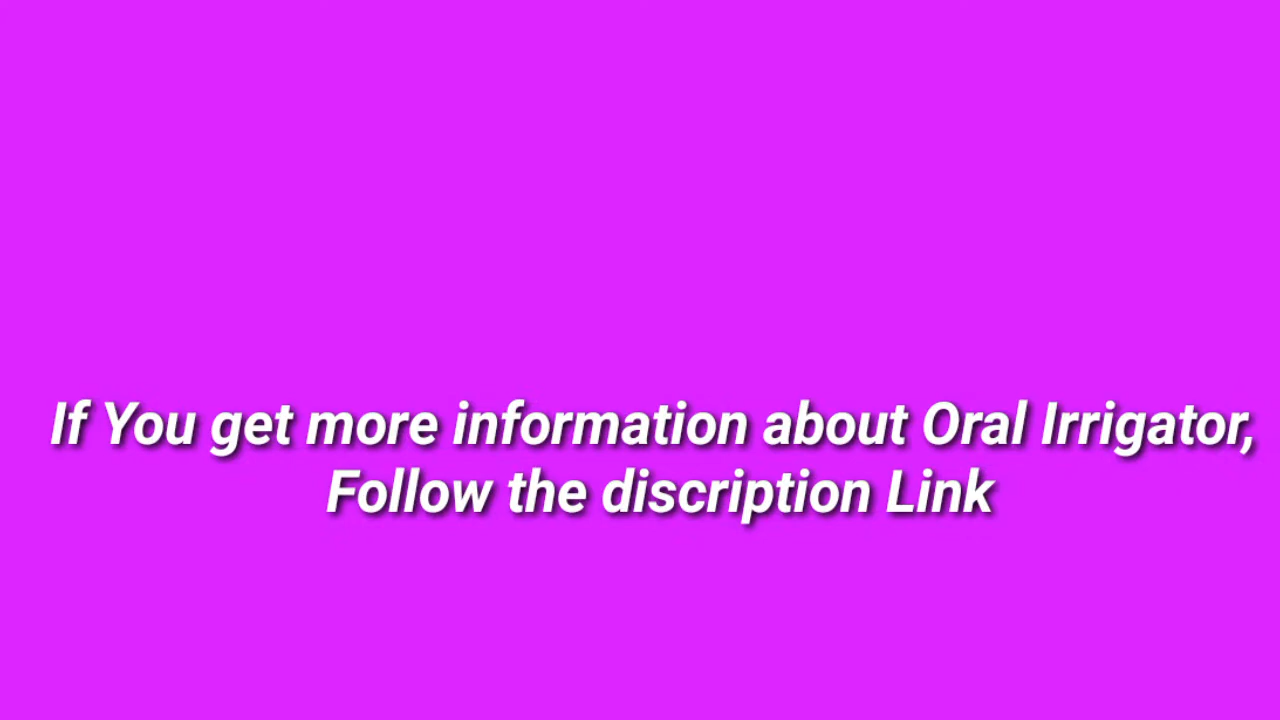 If You get more information about Oral Irrigator,
Follow the discription Link